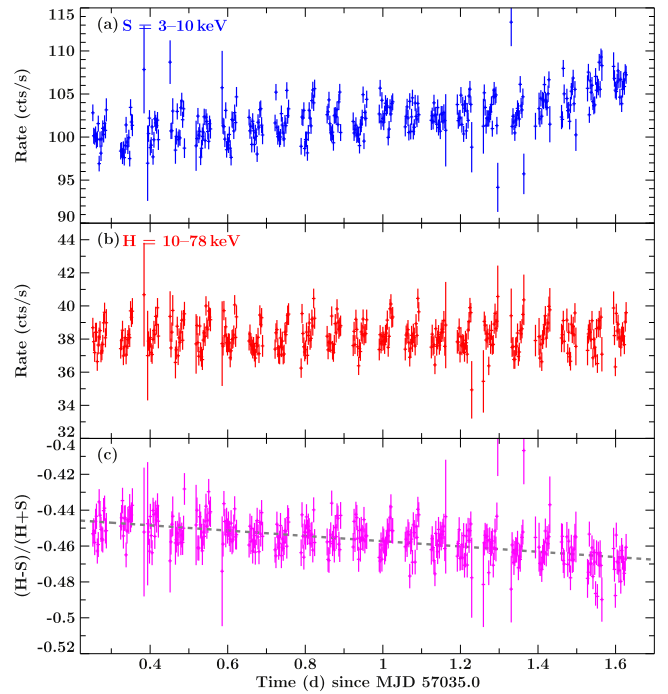 (a) S = 3–10 keV
115
110
105
100
95
90
Rate (cts/s)
(b) H = 10–78 keV
44
42
40
38
36
34
32
Rate (cts/s)
(c)
-0.4
-0.42
-0.44
-0.46
-0.48
-0.5
-0.52
(H-S)/(H+S)
0.4 0.6 0.8 1 1.2 1.4 1.6
Time (d) since MJD 57035.0